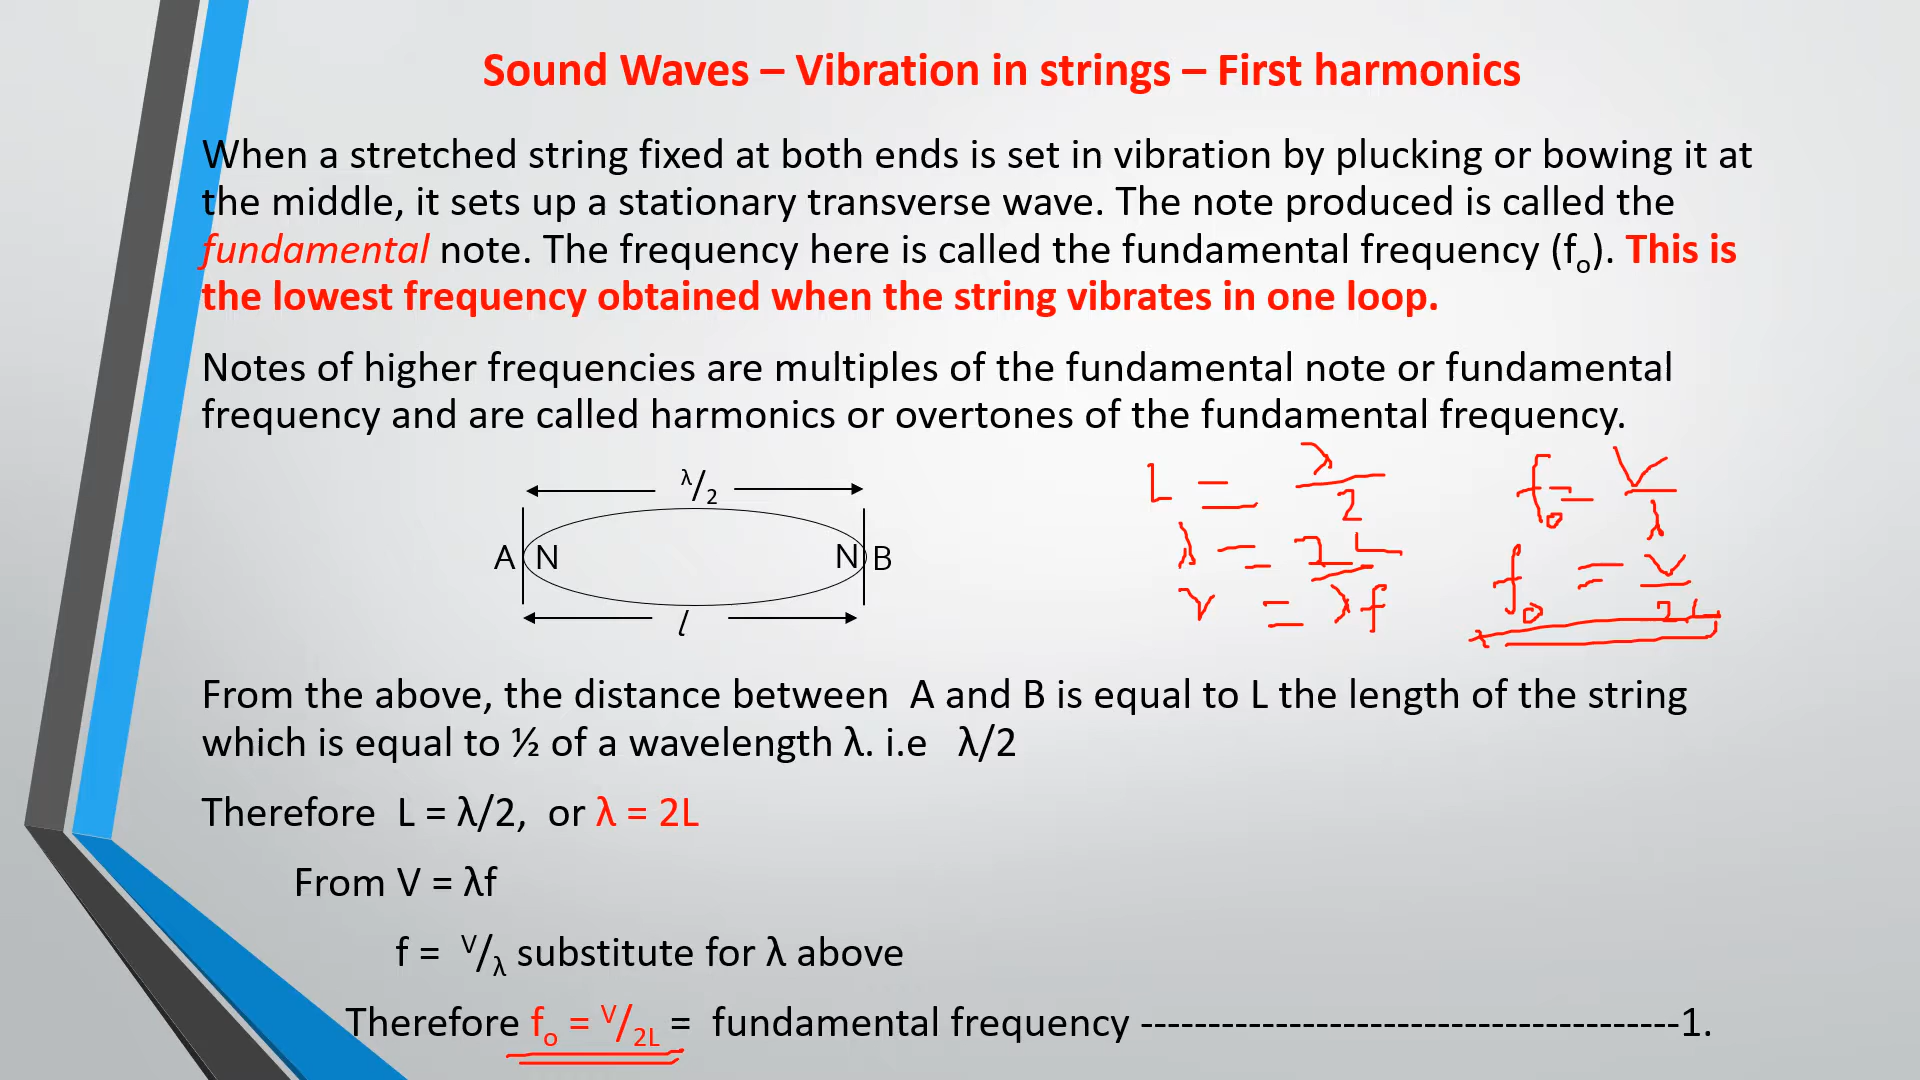 Sound Waves – Vibration in strings – First harmonics
When a stretched string fixed at both ends is set in vibration by plucking or bowing it at
the middle, it sets up a stationary transverse wave. The note produced is called the
fundamental note. The frequency here is called the fundamental frequency (fₒ). This is
the lowest frequency obtained when the string vibrates in one loop.
Notes of higher frequencies are multiples of the fundamental note or fundamental
frequency and are called harmonics or overtones of the fundamental frequency.
λ/2
A N N B
l
L = λ/2
λ = 2L
v = λf
fₒ = V/λ
fₒ = v/2L
From the above, the distance between A and B is equal to L the length of the string
which is equal to ½ of a wavelength λ. i.e λ/2
Therefore L = λ/2, or λ = 2L
From V = λf
f = V/λ substitute for λ above
Therefore fₒ = V/2L = fundamental frequency ----------------------------------------1.